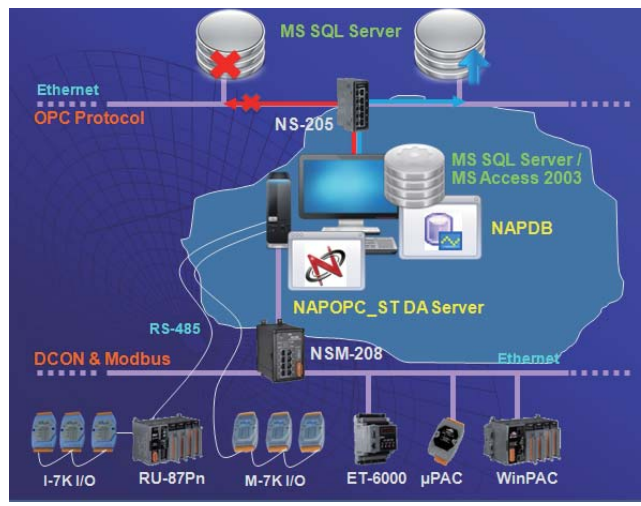 MS SQL Server
Ethernet
OPC Protocol
NS-205
MS SQL Server /
MS Access 2003
NAPDB
NAPOPC_ST DA Server
RS-485
NSM-208
DCON & Modbus
Ethernet
I-7K I/O
RU-87Pn
M-7K I/O
ET-6000
µPAC
WinPAC